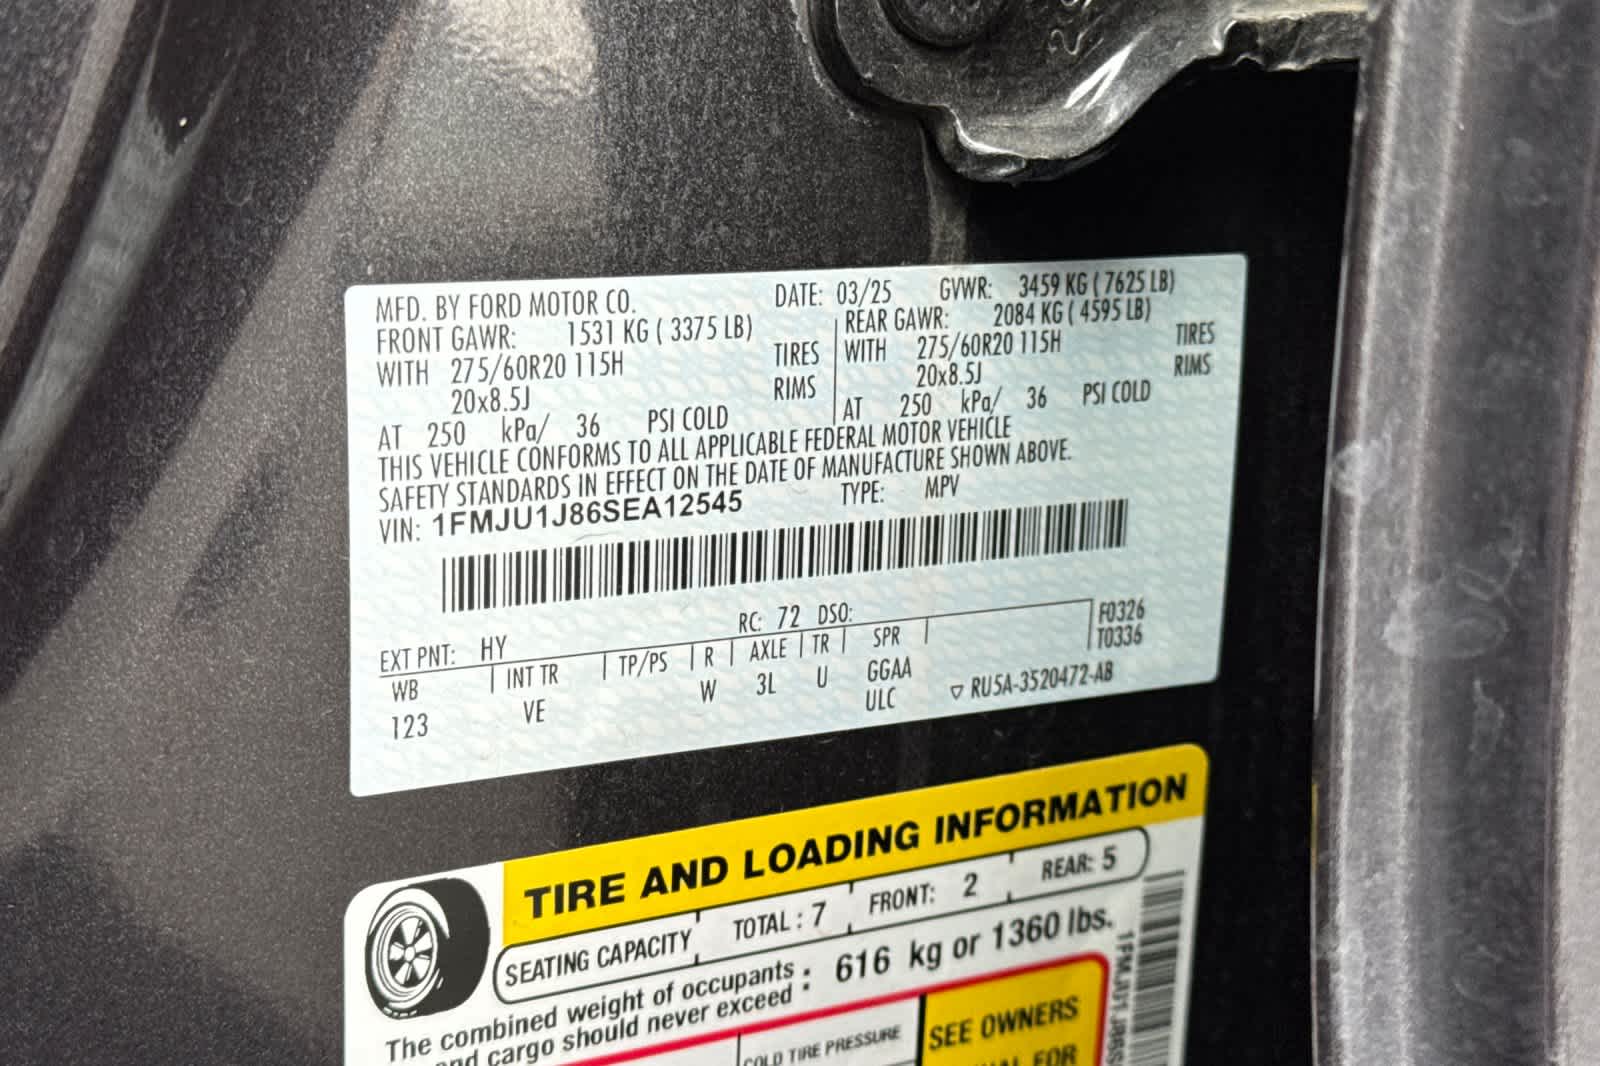 MFD. BY FORD MOTOR CO. DATE: 03/25 GVWR: 3459 KG ( 7625 LB)
FRONT GAWR: 1531 KG ( 3375 LB) REAR GAWR: 2084 KG ( 4595 LB)
WITH 275/60R20 115H TIRES WITH 275/60R20 115H TIRES
20x8.5J RIMS 20x8.5J RIMS
AT 250 kPa/ 36 PSI COLD AT 250 kPa/ 36 PSI COLD
THIS VEHICLE CONFORMS TO ALL APPLICABLE FEDERAL MOTOR VEHICLE
SAFETY STANDARDS IN EFFECT ON THE DATE OF MANUFACTURE SHOWN ABOVE.
VIN: 1FMJU1J86SEA12545 TYPE: MPV
RC: 72 DSO: F0326
EXT PNT: HY T0336
WB INT TR TP/PS R AXLE TR SPR
123 VE W 3L U GGAA
ULC ▽ RU5A-3520472-AB
TIRE AND LOADING INFORMATION
SEATING CAPACITY TOTAL : 7 FRONT: 2 REAR: 5
The combined weight of occupants : 616 kg or 1360 lbs.
and cargo should never exceed :
COLD TIRE PRESSURE SEE OWNERS
FOR